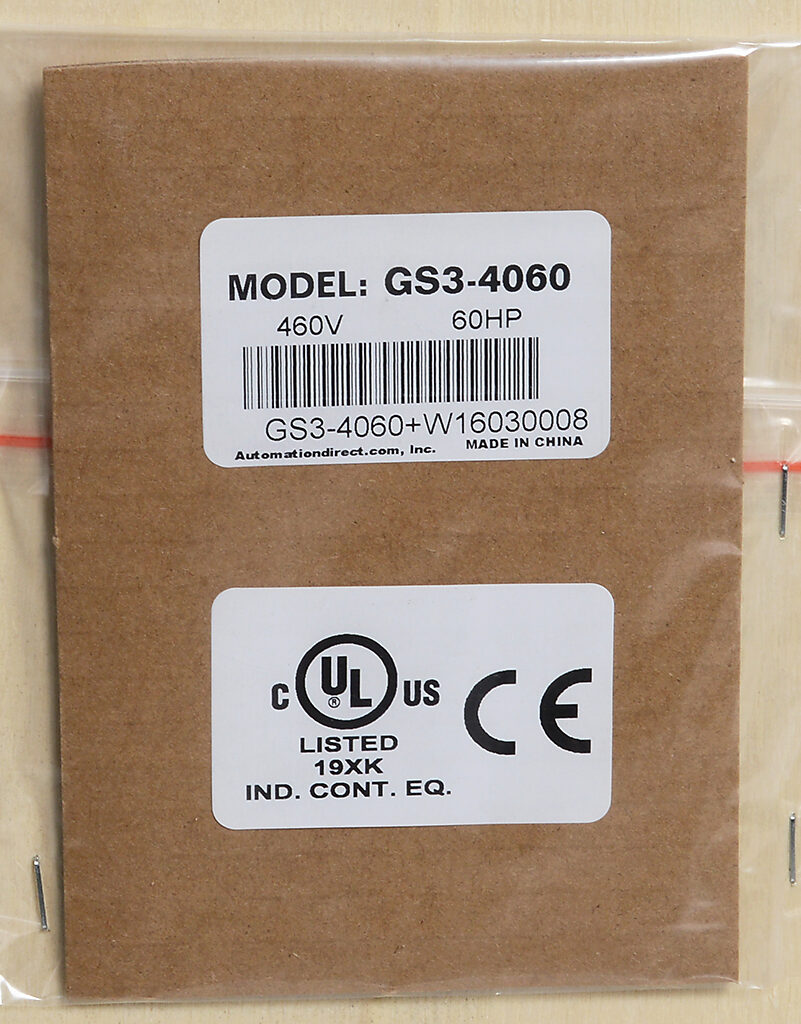 MODEL: GS3-4060
460V 60HP
GS3-4060+W16030008
Automationdirect.com, Inc. MADE IN CHINA
C UL ® US CE
LISTED
19XK
IND. CONT. EQ.